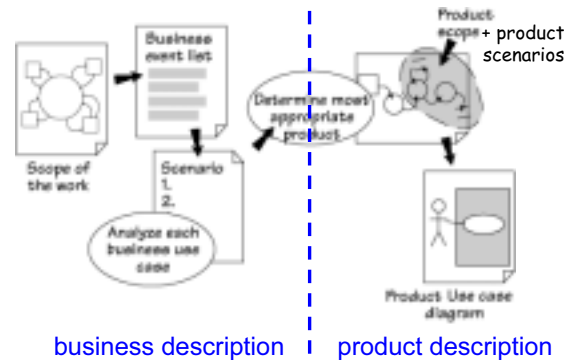 Business
event list
Scope of
the work
Scenario
1.
2.
Analyze each
business use
case
Determine most
appropriate
product
Product
scope + product
scenarios
Product Use case
diagram
business description
product description